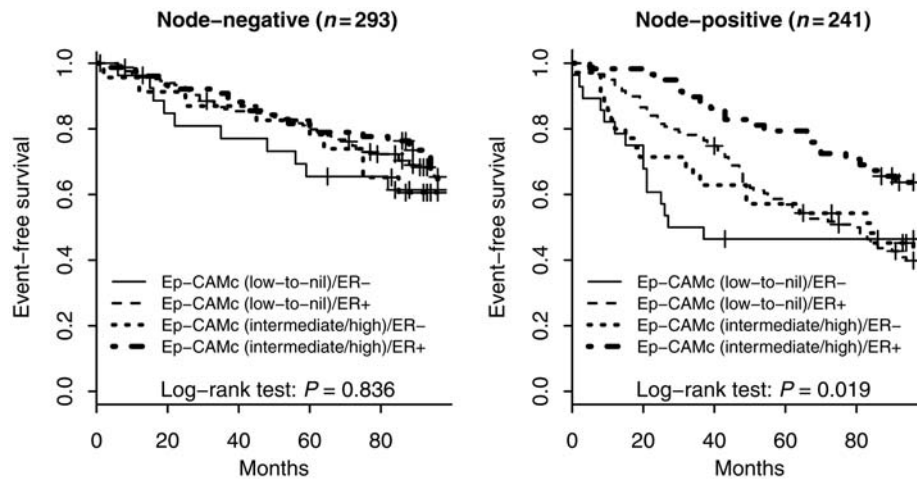 Node–negative (n=293)
Event–free survival
1.0
0.8
0.6
0.4
0.2
0.0
Ep–CAMc (low–to–nil)/ER–
Ep–CAMc (low–to–nil)/ER+
Ep–CAMc (intermediate/high)/ER–
Ep–CAMc (intermediate/high)/ER+
Log–rank test: P = 0.836
0 20 40 60 80
Months
Node–positive (n=241)
Event–free survival
1.0
0.8
0.6
0.4
0.2
0.0
Ep–CAMc (low–to–nil)/ER–
Ep–CAMc (low–to–nil)/ER+
Ep–CAMc (intermediate/high)/ER–
Ep–CAMc (intermediate/high)/ER+
Log–rank test: P = 0.019
0 20 40 60 80
Months